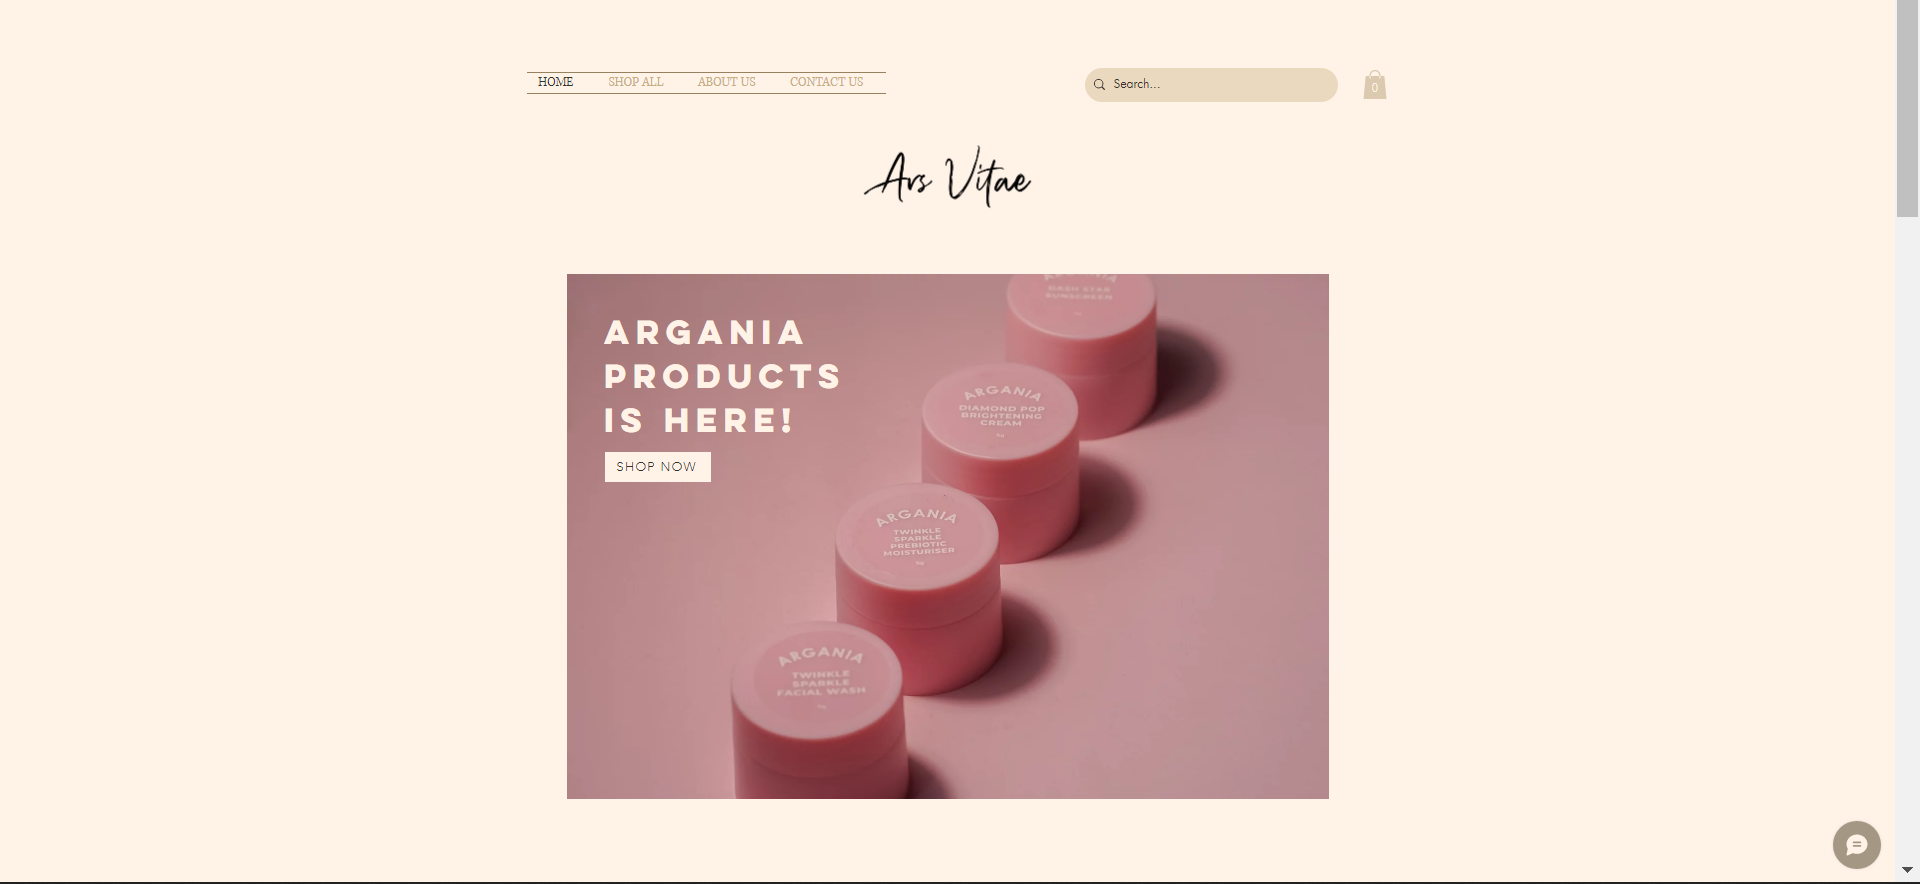 HOME SHOP ALL ABOUT US CONTACT US
Search...
0
Ars Vitae
ARGANIA
PRODUCTS
IS HERE!
SHOP NOW
ARGANIA
DASH STAR
SUNSCREEN
ARGANIA
DIAMOND POP
BRIGHTENING
CREAM
ARGANIA
TWINKLE
SPARKLE
PREBIOTIC
MOISTURISER
ARGANIA
TWINKLE
SPARKLE
FACIAL WASH